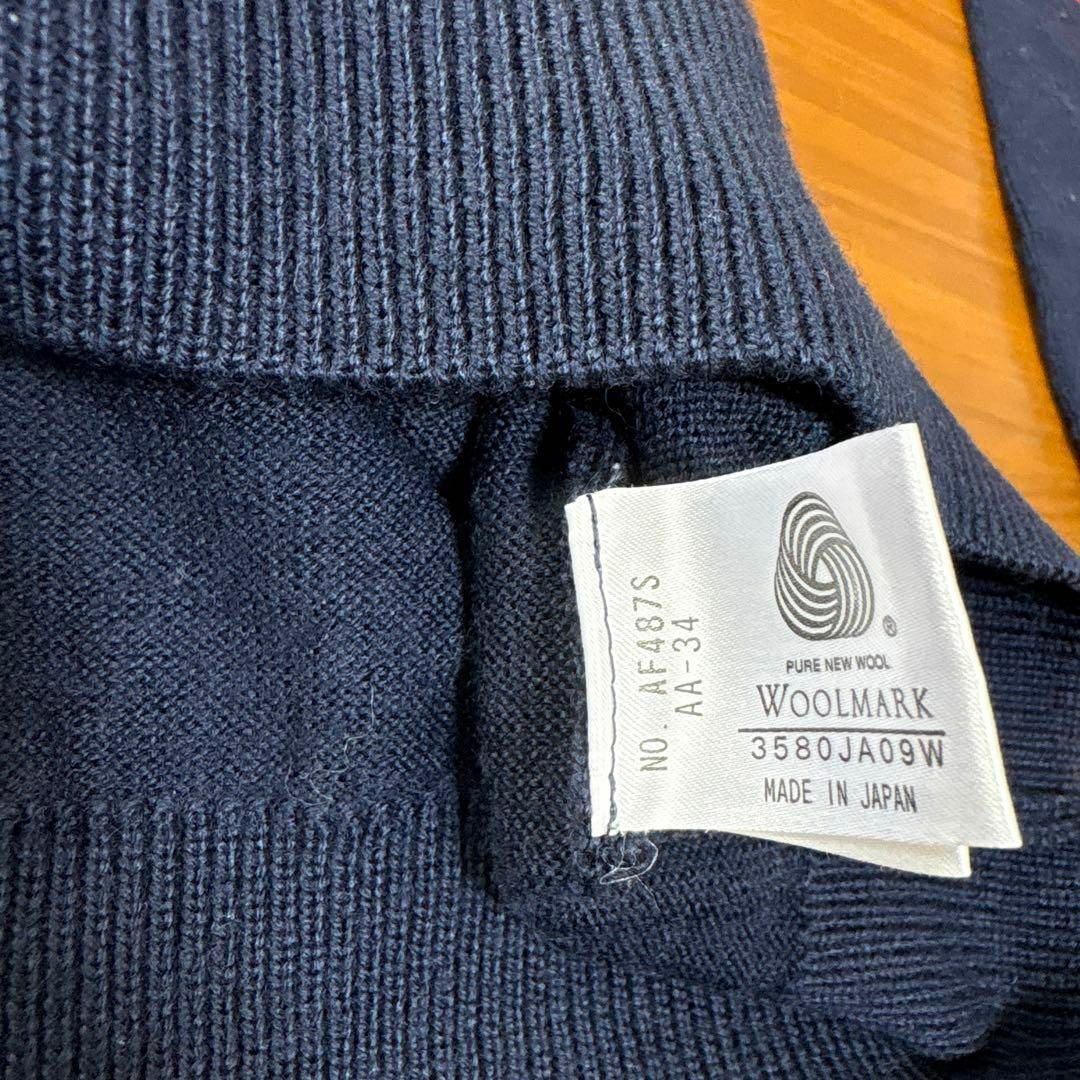 NO. AF487S
AA-34
®
PURE NEW WOOL
WOOLMARK
3580JA09W
MADE IN JAPAN